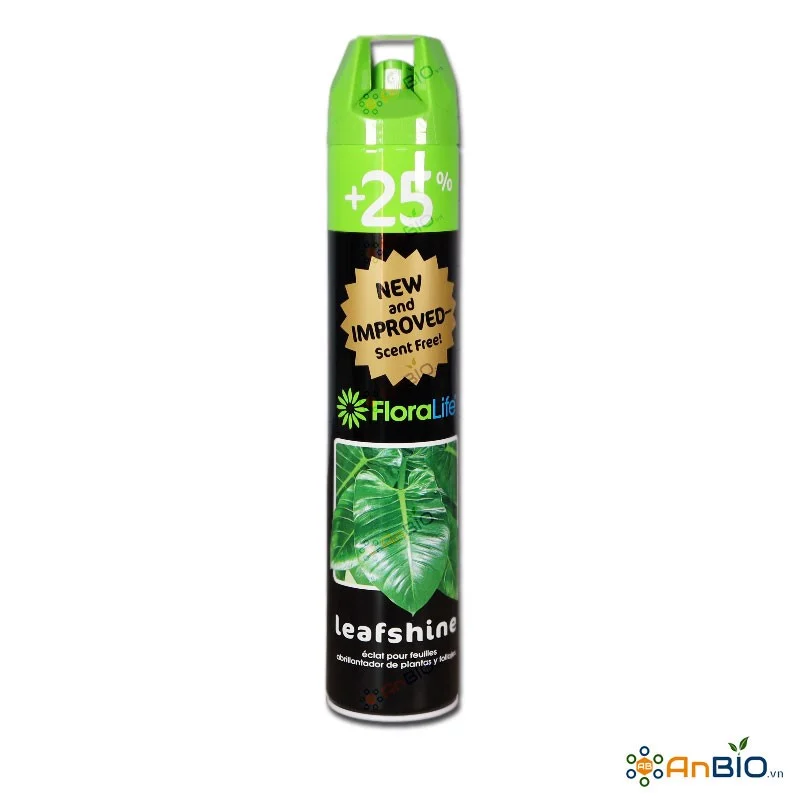 +25%
NEW
and
IMPROVED
Scent Free!
FloraLife
leafshine
éclat pour feuilles
abrillantador de plantas y follajes
AnBIO.vn